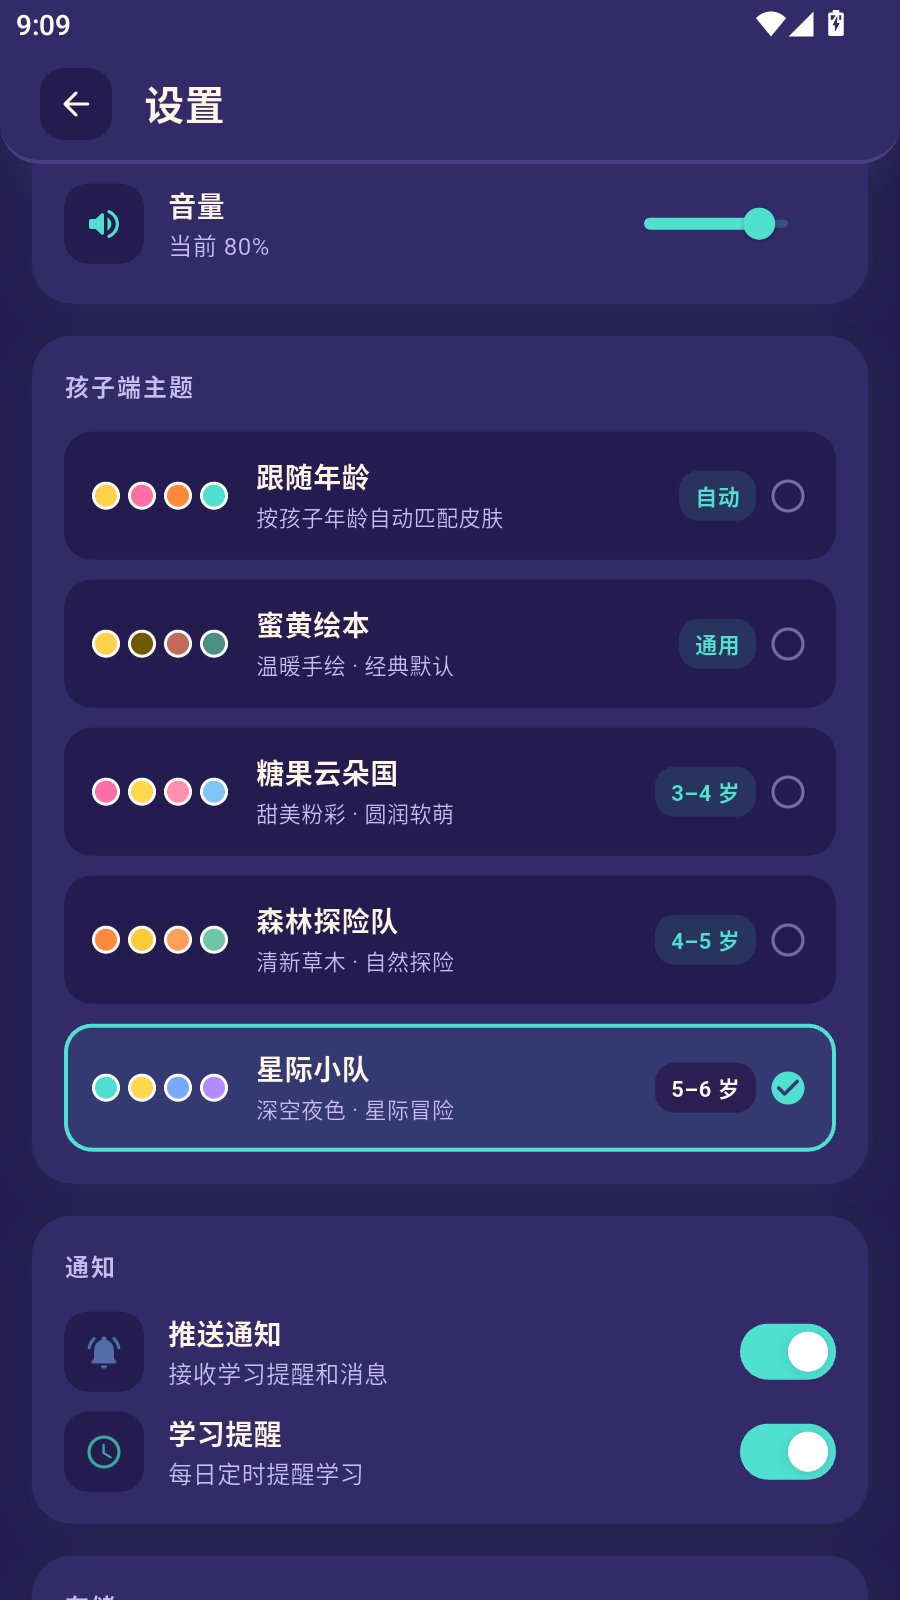 9:09
设置
音量
当前 80%
孩子端主题
跟随年龄
按孩子年龄自动匹配皮肤
自动
蜜黄绘本
温暖手绘 · 经典默认
通用
糖果云朵国
甜美粉彩 · 圆润软萌
3–4 岁
森林探险队
清新草木 · 自然探险
4–5 岁
星际小队
深空夜色 · 星际冒险
5–6 岁
通知
推送通知
接收学习提醒和消息
学习提醒
每日定时提醒学习